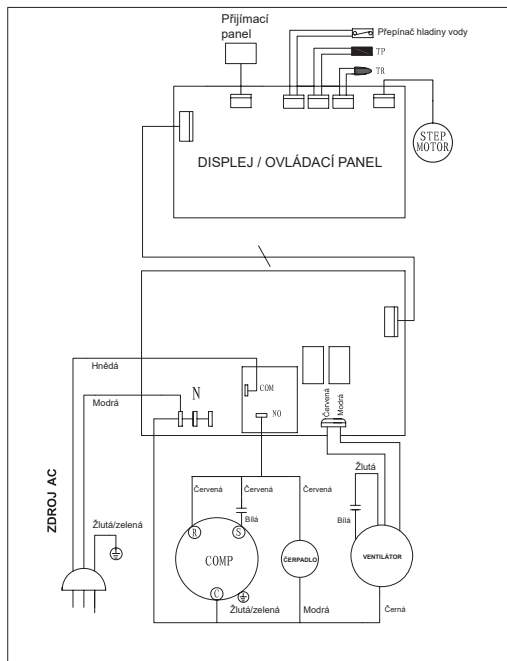 Přijímací
panel
Přepínač hladiny vody
TP
TR
STEP
MOTOR
DISPLEJ / OVLÁDACÍ PANEL
Hnědá
Modrá
N
COM
NO
Červená
Modrá
ZDROJ AC
Žlutá/zelená
Červená
Červená
Červená
Bílá
Žlutá
Bílá
R
S
COMP
C
ČERPADLO
VENTILÁTOR
Žlutá/zelená
Modrá
Černá